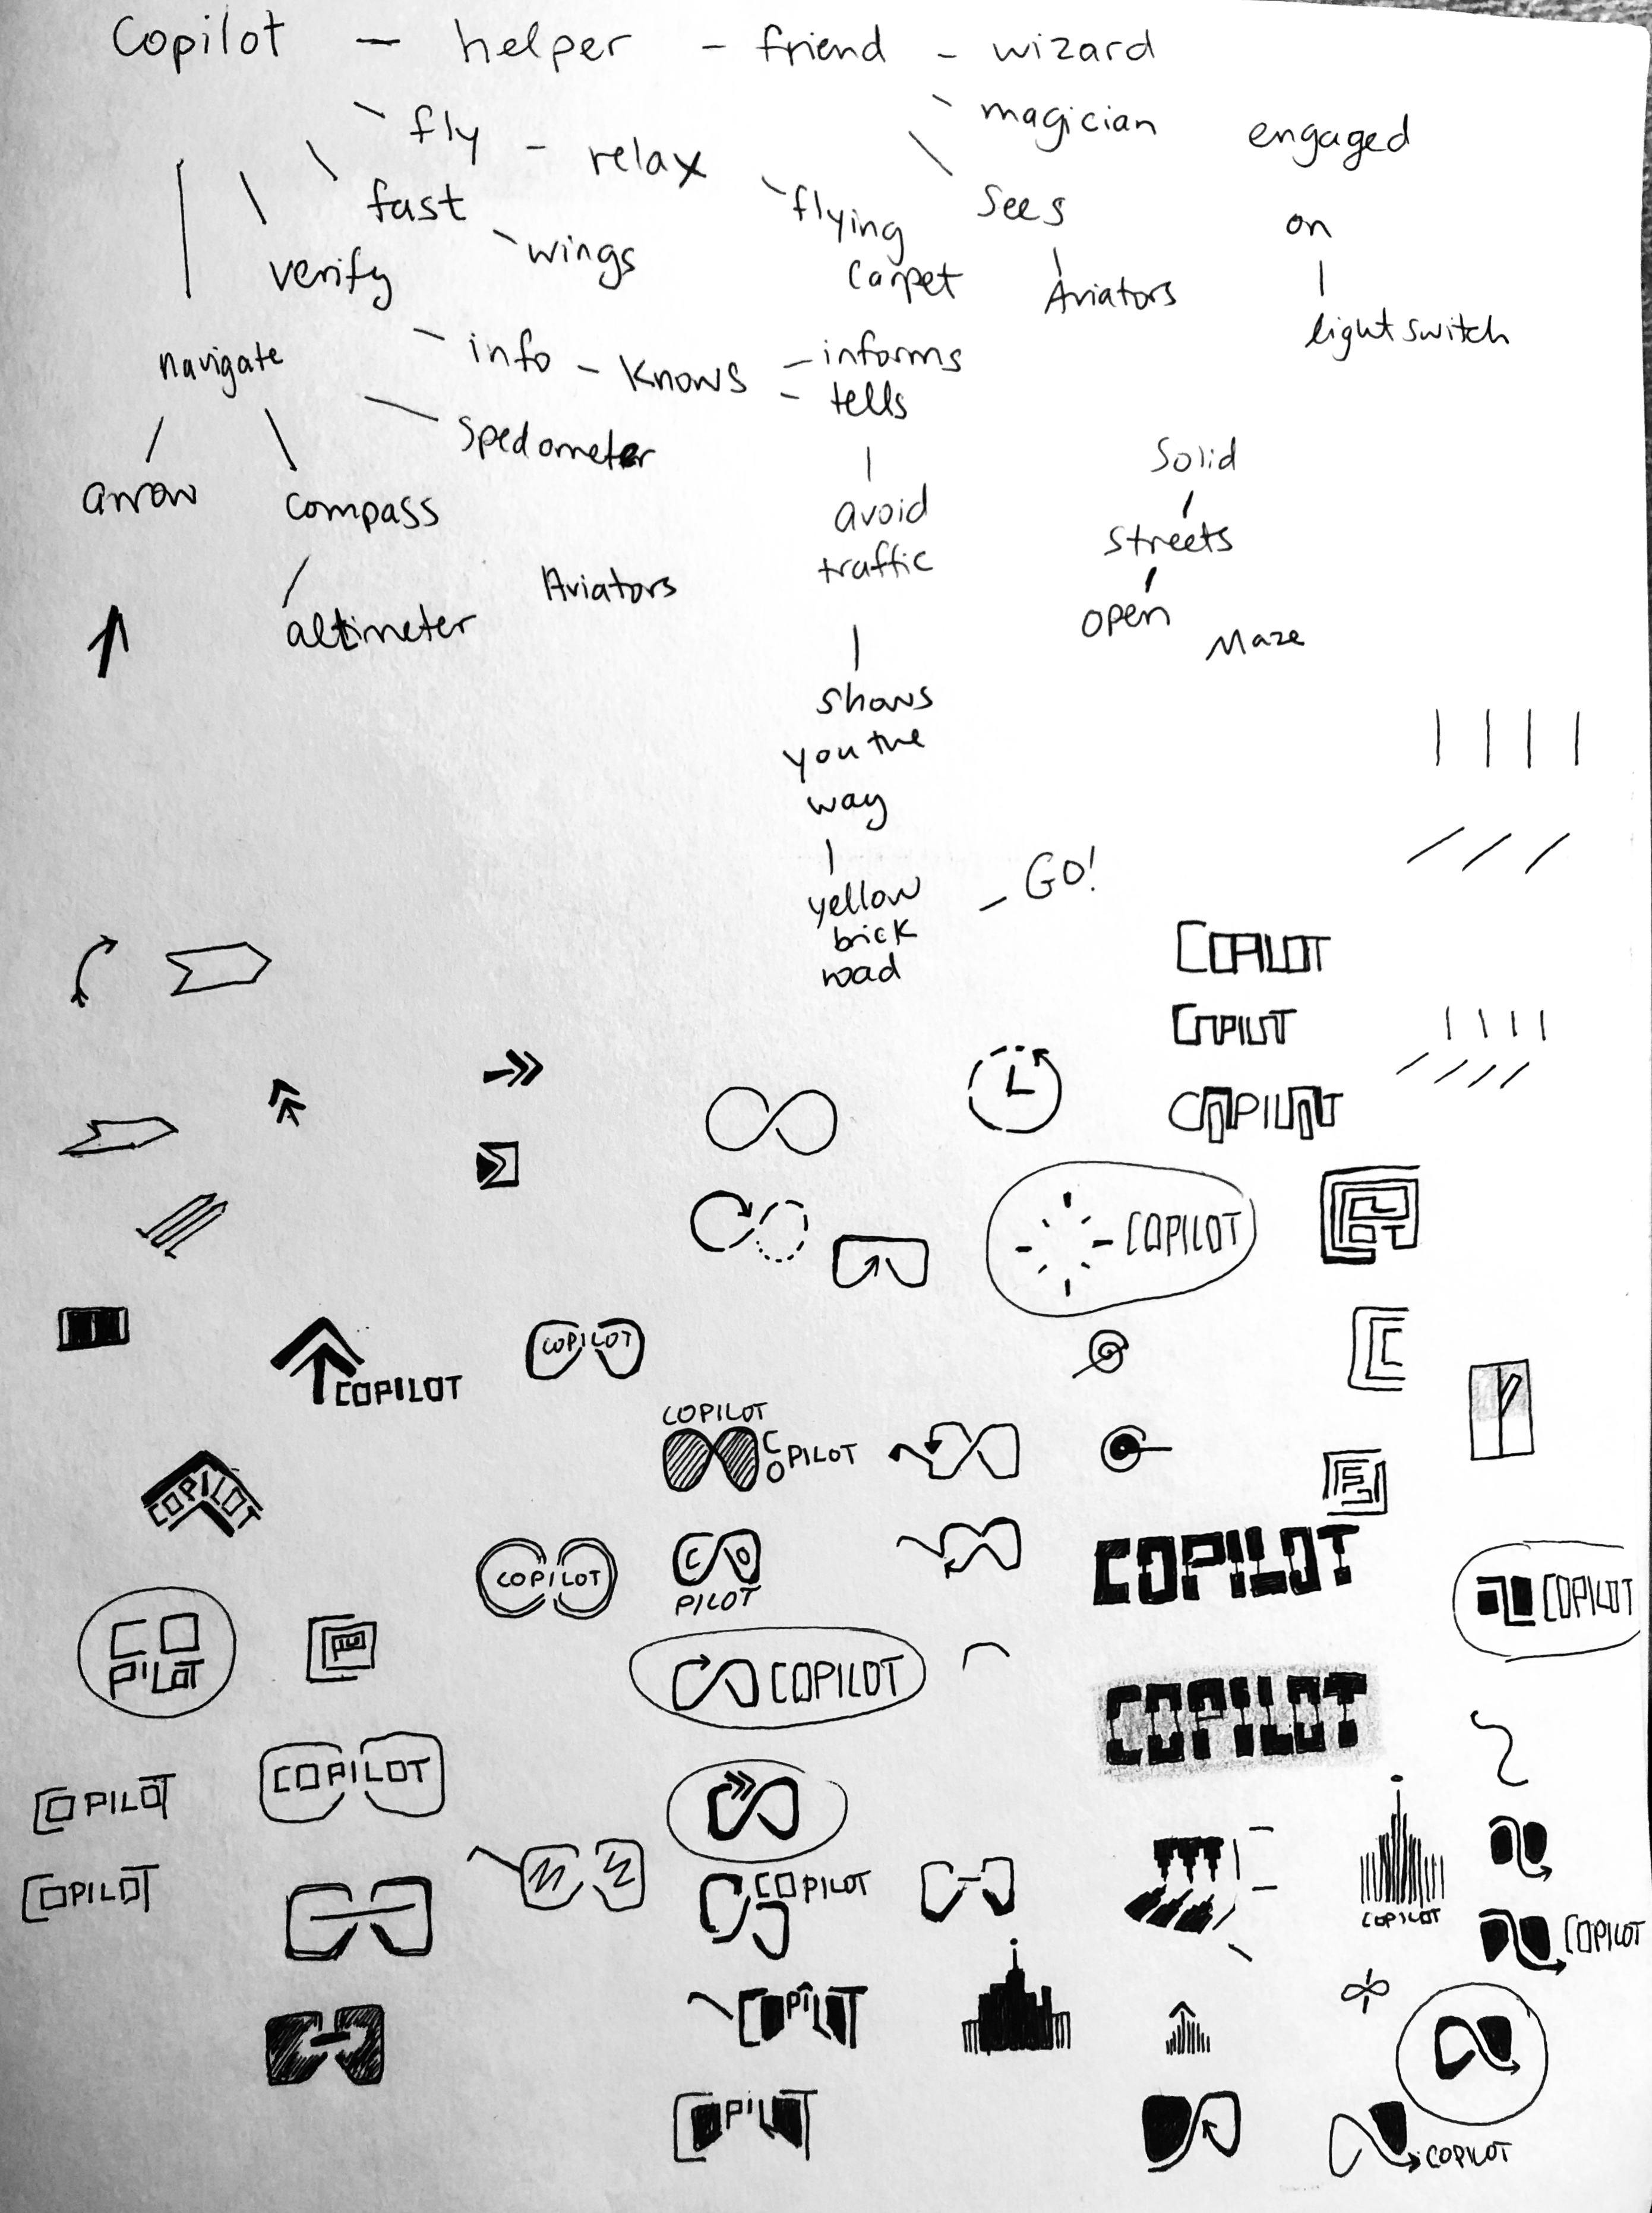 Copilot — helper - friend - wizard
fly - relax
magician
engaged
fast
wings
flying
carpet
sees
on
verify
Aviators
light switch
navigate
info - knows - informs
- tells
spedometer
arrow
compass
avoid
traffic
Solid
streets
open
Maze
altimeter
Aviators
shows
you the
way
yellow
brick
road
- GO!
COPILOT
COPILOT
COPILOT
COPILOT
COPILOT
COPILOT
COPILOT
CO
PILOT
COPILOT
COPILOT
CO
PILOT
COPILOT
COPILOT
COPILOT
CO
PILOT
COPILOT
COPILOT
COPILOT
COPILOT
COPILOT
COPILOT
COPILOT
COPILOT
COPILOT
COPILOT
COPILOT
COPILOT